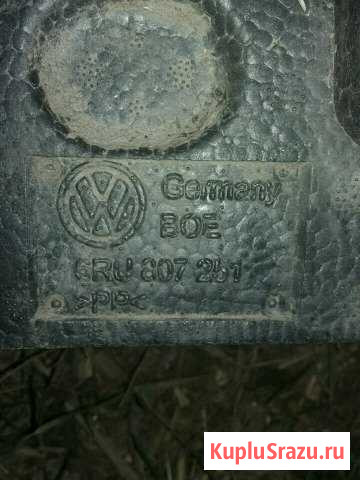 Germany
BOE
6RU 807 251
>PP<
KupluSrazu.ru